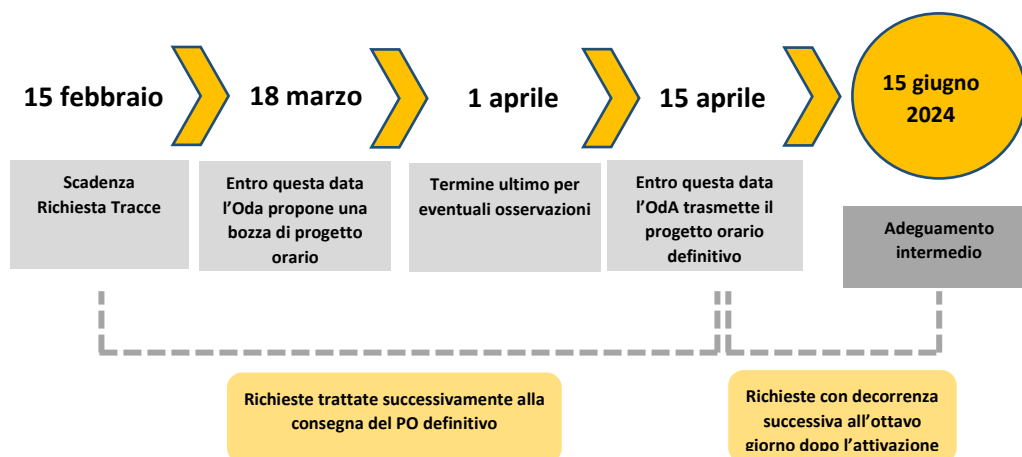 15 febbraio
18 marzo
1 aprile
15 aprile
15 giugno
2024
Scadenza
Richiesta Tracce
Entro questa data
l'Oda propone una
bozza di progetto
orario
Termine ultimo per
eventuali osservazioni
Entro questa data
l'OdA trasmette il
progetto orario
definitivo
Adeguamento
intermedio
Richieste trattate successivamente alla
consegna del PO definitivo
Richieste con decorrenza
successiva all'ottavo
giorno dopo l'attivazione